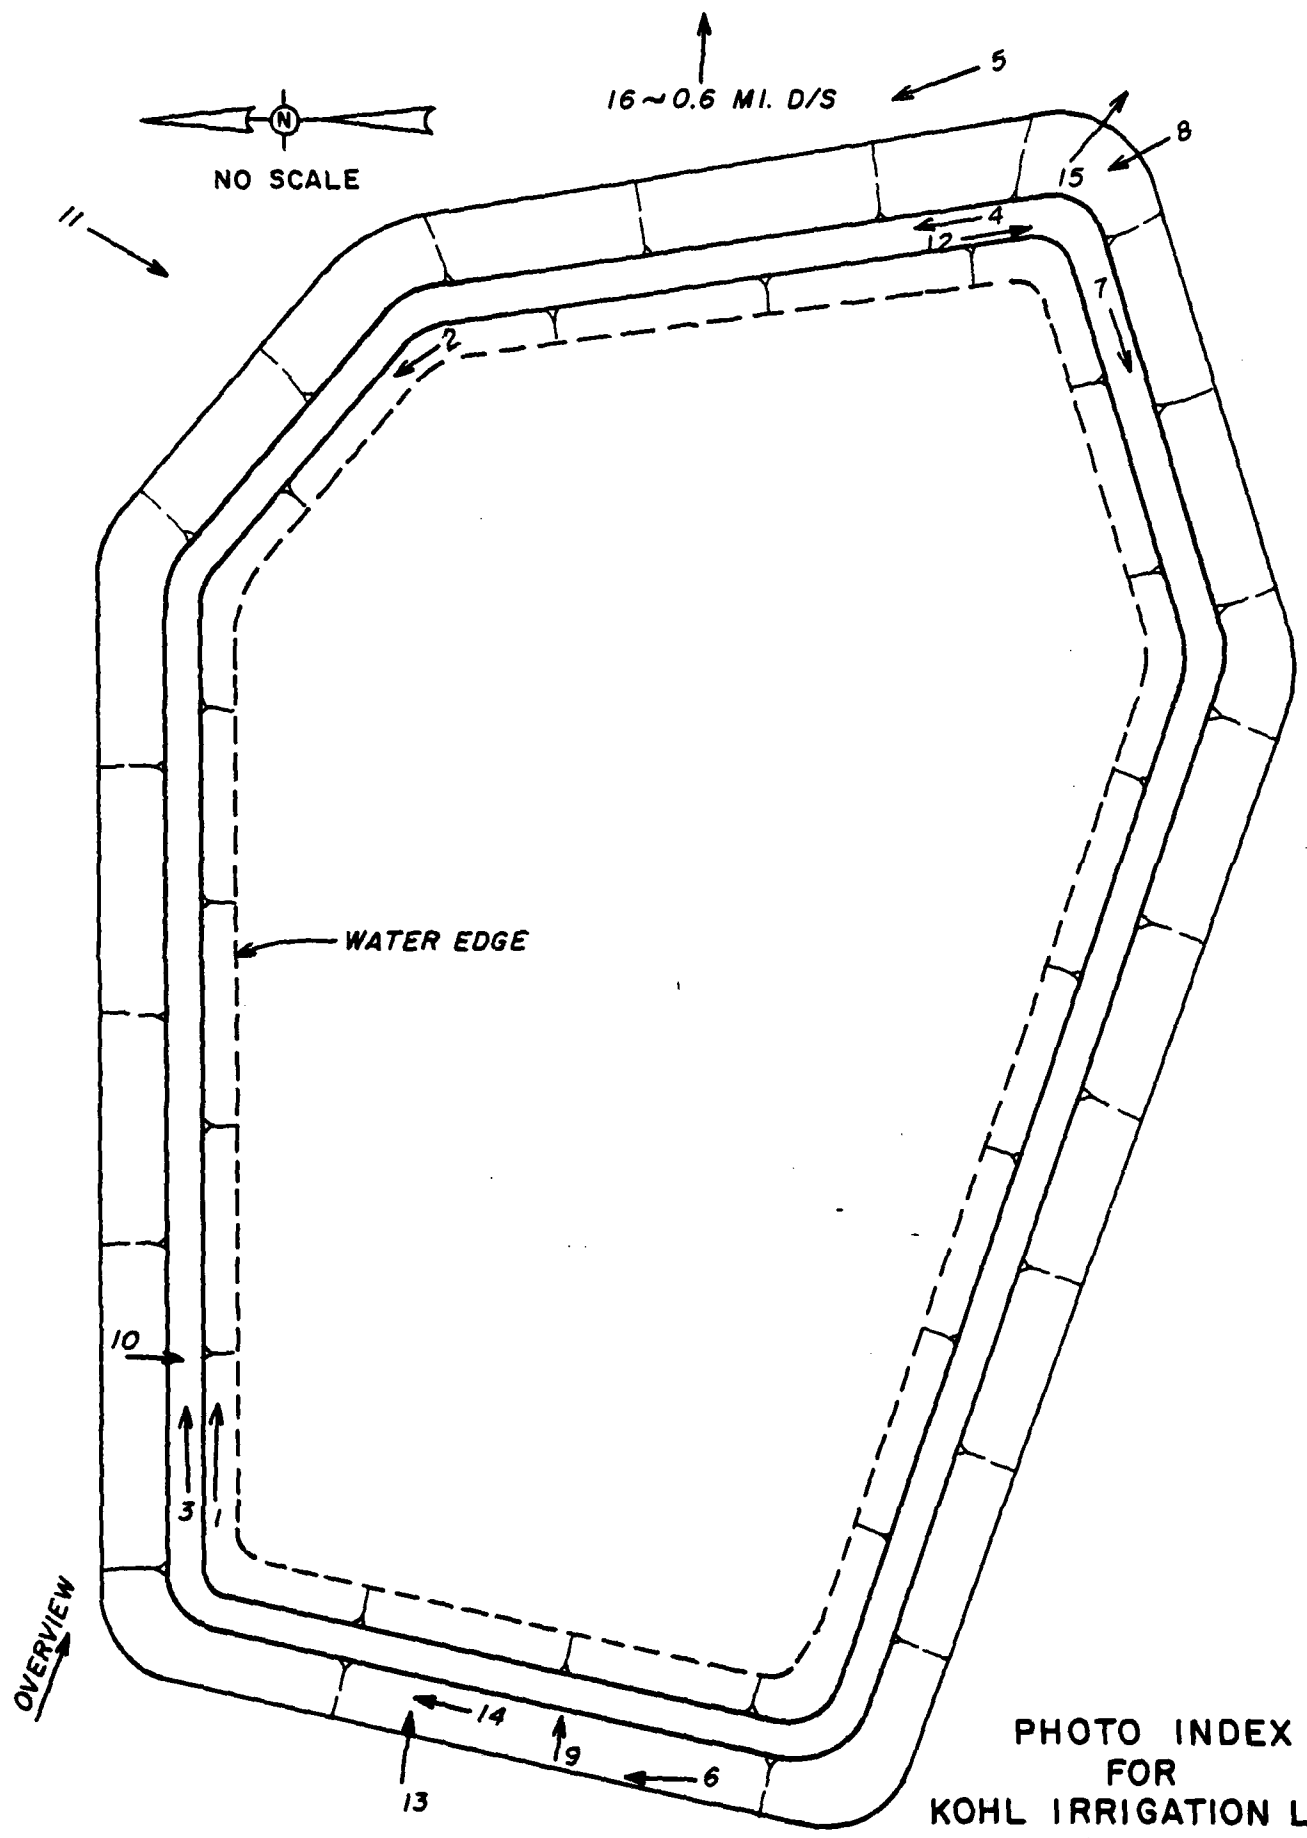 16~0.6 MI. D/S
5
N
NO SCALE
8
15
11
4
12
7
2
WATER EDGE
10
3
1
OVERVIEW
14
9
6
13
PHOTO INDEX
FOR
KOHL IRRIGATION L